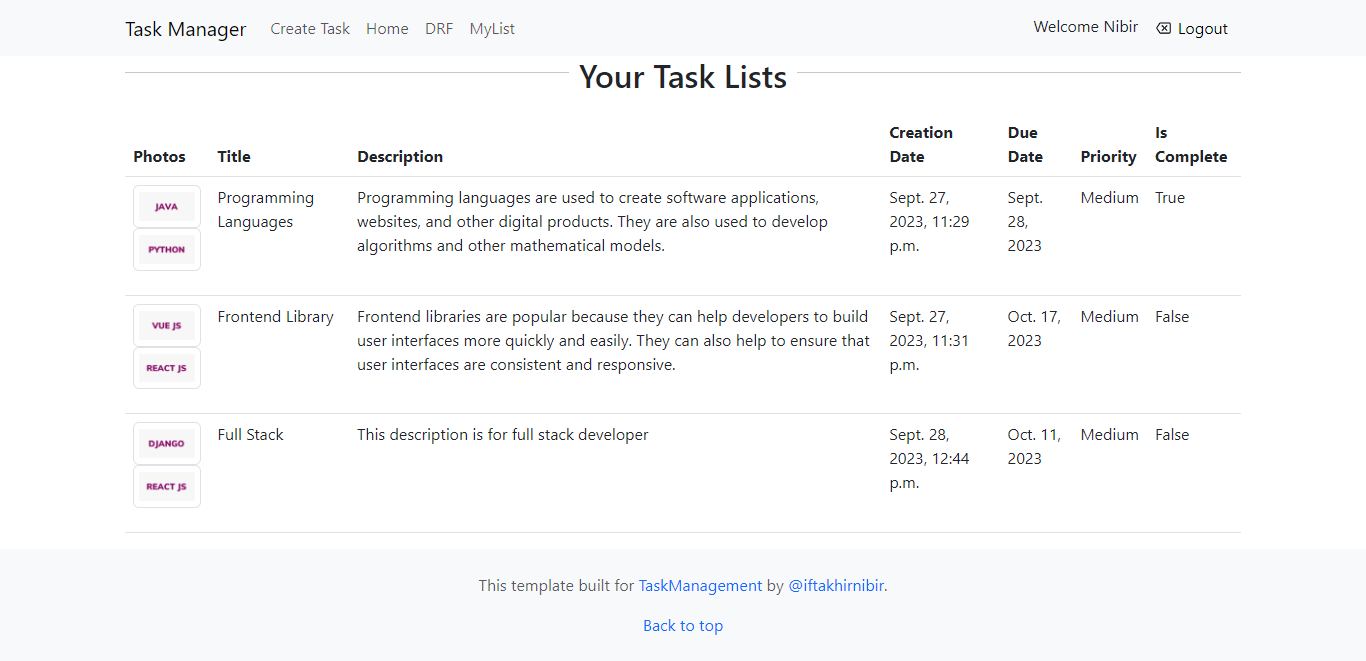 Task Manager Create Task Home DRF MyList Welcome Nibir Logout
Your Task Lists
Photos Title Description Creation Date Due Date Priority Is Complete
JAVA
PYTHON
Programming
Languages
Programming languages are used to create software applications,
websites, and other digital products. They are also used to develop
algorithms and other mathematical models.
Sept. 27,
2023, 11:29
p.m.
Sept.
28,
2023
Medium
True
VUE JS
REACT JS
Frontend Library
Frontend libraries are popular because they can help developers to build
user interfaces more quickly and easily. They can also help to ensure that
user interfaces are consistent and responsive.
Sept. 27,
2023, 11:31
p.m.
Oct. 17,
2023
Medium
False
DJANGO
REACT JS
Full Stack
This description is for full stack developer
Sept. 28,
2023, 12:44
p.m.
Oct. 11,
2023
Medium
False
This template built for TaskManagement by @iftakhirnibir.
Back to top